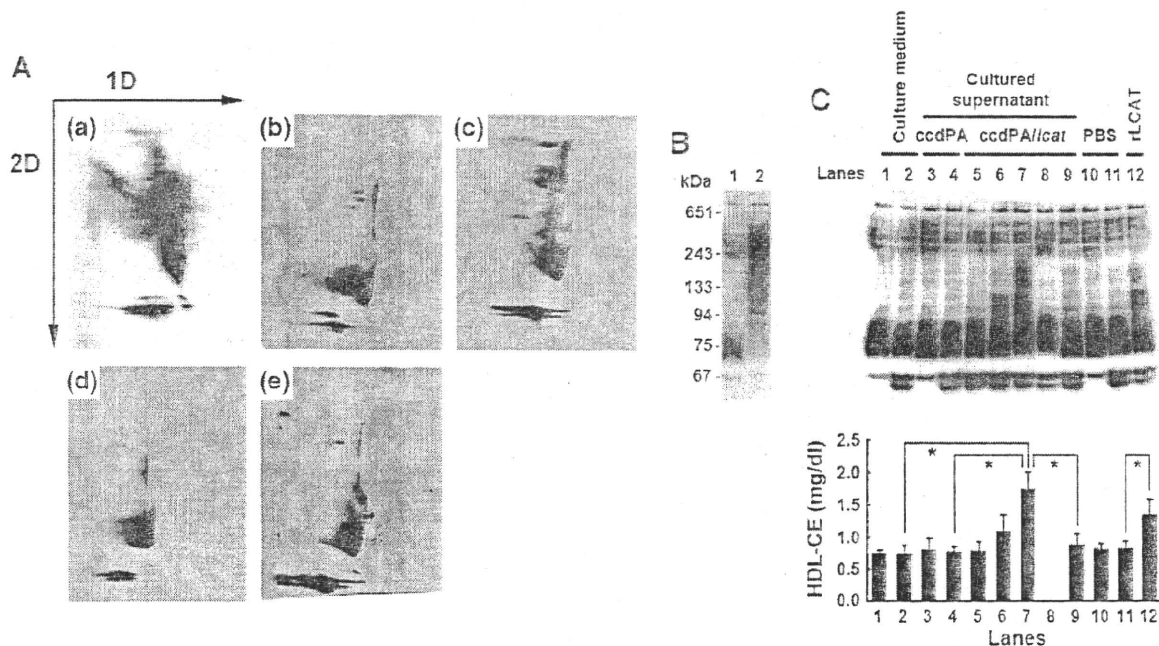 A
1D
2D
(a)
(b)
(c)
(d)
(e)
B
1 2
kDa
651
243
133
94
75
67
C
Culture medium
Cultured
supernatant
rLCAT
ccdPA ccdPA/lcat PBS
Lanes 1 2 3 4 5 6 7 8 9 10 11 12
HDL-CE (mg/dl)
2.5
2.0
1.5
1.0
0.5
0.0
* * * *
1 2 3 4 5 6 7 8 9 10 11 12
Lanes